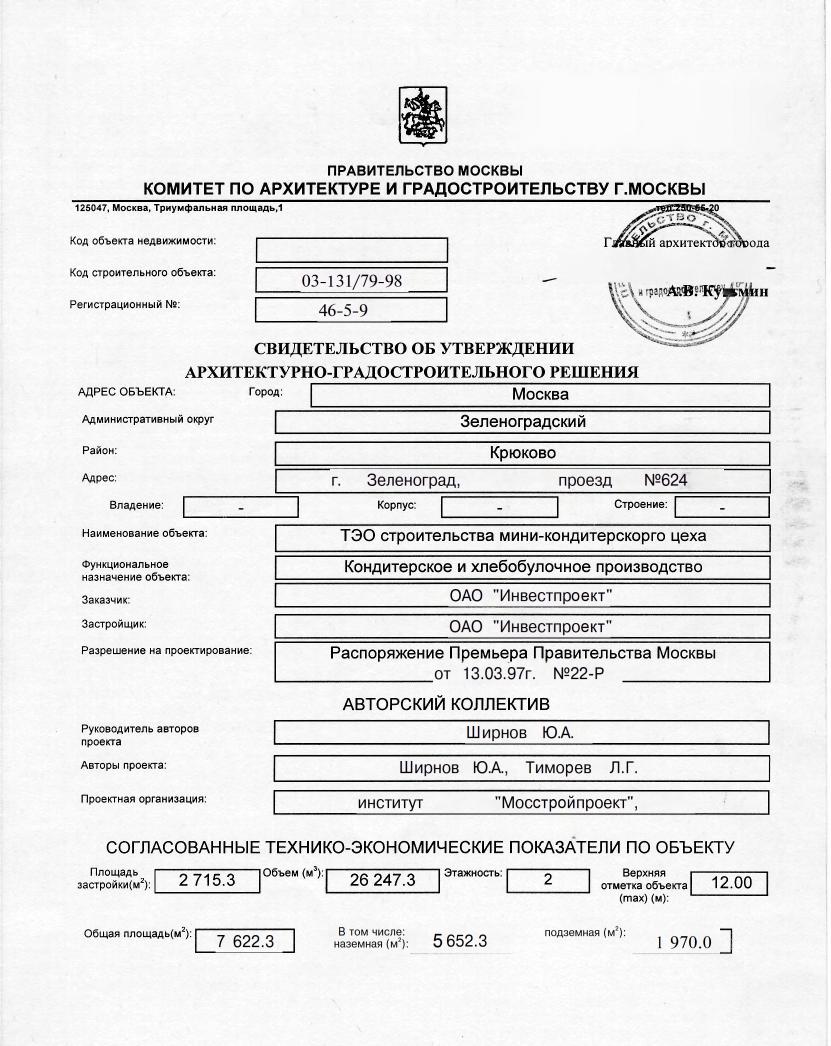 ПРАВИТЕЛЬСТВО МОСКВЫ
КОМИТЕТ ПО АРХИТЕКТУРЕ И ГРАДОСТРОИТЕЛЬСТВУ Г.МОСКВЫ
125047, Москва, Триумфальная площадь,1 тел.250-55-20
Код объекта недвижимости:
Главный архитектор города
Код строительного объекта: 03-131/79-98
А.В. Кузьмин
Регистрационный №: 46-5-9
СВИДЕТЕЛЬСТВО ОБ УТВЕРЖДЕНИИ
АРХИТЕКТУРНО-ГРАДОСТРОИТЕЛЬНОГО РЕШЕНИЯ
АДРЕС ОБЪЕКТА: Город: Москва
Административный округ Зеленоградский
Район: Крюково
Адрес: г. Зеленоград, проезд №624
Владение: - Корпус: - Строение: -
Наименование объекта: ТЭО строительства мини-кондитерскорго цеха
Функциональное
назначение объекта: Кондитерское и хлебобулочное производство
Заказчик: ОАО "Инвестпроект"
Застройщик: ОАО "Инвестпроект"
Разрешение на проектирование: Распоряжение Премьера Правительства Москвы
от 13.03.97г. №22-Р
АВТОРСКИЙ КОЛЛЕКТИВ
Руководитель авторов
проекта Ширнов Ю.А.
Авторы проекта: Ширнов Ю.А., Тиморев Л.Г.
Проектная организация: институт "Мосстройпроект",
СОГЛАСОВАННЫЕ ТЕХНИКО-ЭКОНОМИЧЕСКИЕ ПОКАЗАТЕЛИ ПО ОБЪЕКТУ
Площадь
застройки(м²): 2 715.3 Объем (м³): 26 247.3 Этажность: 2 Верхняя
отметка объекта
(max) (м): 12.00
Общая площадь(м²): 7 622.3 В том числе:
наземная (м²): 5 652.3 подземная (м²): 1 970.0